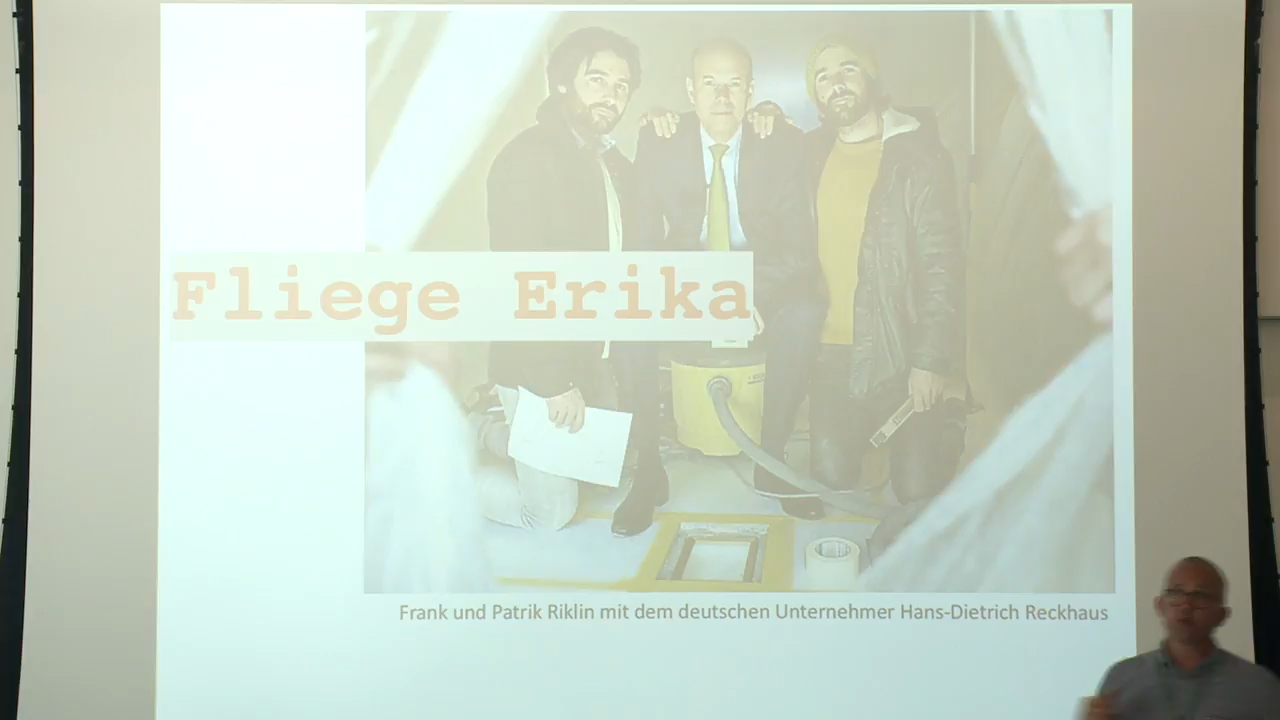 Fliege Erika
Frank und Patrik Riklin mit dem deutschen Unternehmer Hans-Dietrich Reckhaus